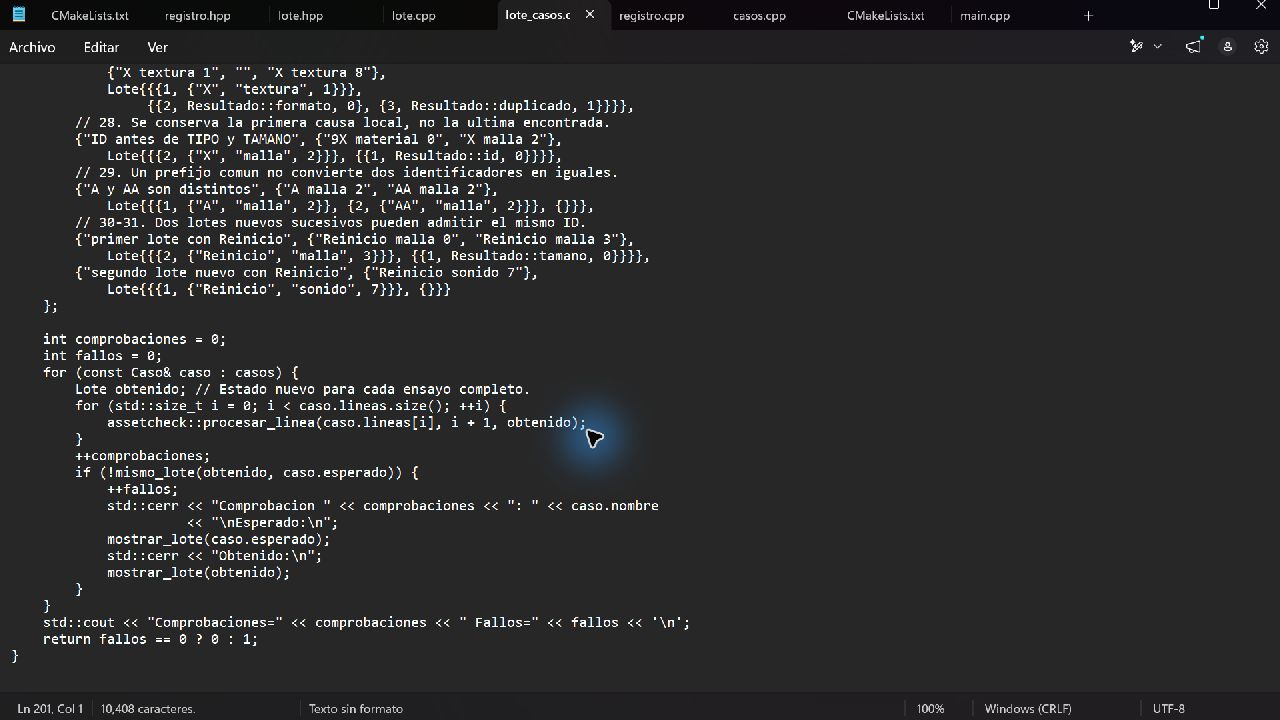 CMakeLists.txt registro.hpp lote.hpp lote.cpp lote_casos.c registro.cpp casos.cpp CMakeLists.txt main.cpp
Archivo Editar Ver
{"X textura 1", "", "X textura 8"},
Lote{{{1, {"X", "textura", 1}}},
{{2, Resultado::formato, 0}, {3, Resultado::duplicado, 1}}}},
// 28. Se conserva la primera causa local, no la ultima encontrada.
{"ID antes de TIPO y TAMANO", {"9X material 0", "X malla 2"},
Lote{{{2, {"X", "malla", 2}}}, {{1, Resultado::id, 0}}}},
// 29. Un prefijo comun no convierte dos identificadores en iguales.
{"A y AA son distintos", {"A malla 2", "AA malla 2"},
Lote{{{1, {"A", "malla", 2}}, {2, {"AA", "malla", 2}}}, {}}},
// 30-31. Dos lotes nuevos sucesivos pueden admitir el mismo ID.
{"primer lote con Reinicio", {"Reinicio malla 0", "Reinicio malla 3"},
Lote{{{2, {"Reinicio", "malla", 3}}}, {{1, Resultado::tamano, 0}}}},
{"segundo lote nuevo con Reinicio", {"Reinicio sonido 7"},
Lote{{{1, {"Reinicio", "sonido", 7}}}, {}}}
};
int comprobaciones = 0;
int fallos = 0;
for (const Caso& caso : casos) {
Lote obtenido; // Estado nuevo para cada ensayo completo.
for (std::size_t i = 0; i < caso.lineas.size(); ++i) {
assetcheck::procesar_linea(caso.lineas[i], i + 1, obtenido);
}
++comprobaciones;
if (!mismo_lote(obtenido, caso.esperado)) {
++fallos;
std::cerr << "Comprobacion " << comprobaciones << ": " << caso.nombre
<< "\nEsperado:\n";
mostrar_lote(caso.esperado);
std::cerr << "Obtenido:\n";
mostrar_lote(obtenido);
}
}
std::cout << "Comprobaciones=" << comprobaciones << " Fallos=" << fallos << '\n';
return fallos == 0 ? 0 : 1;
}
Ln 201, Col 1 10,408 caracteres. Texto sin formato 100% Windows (CRLF) UTF-8